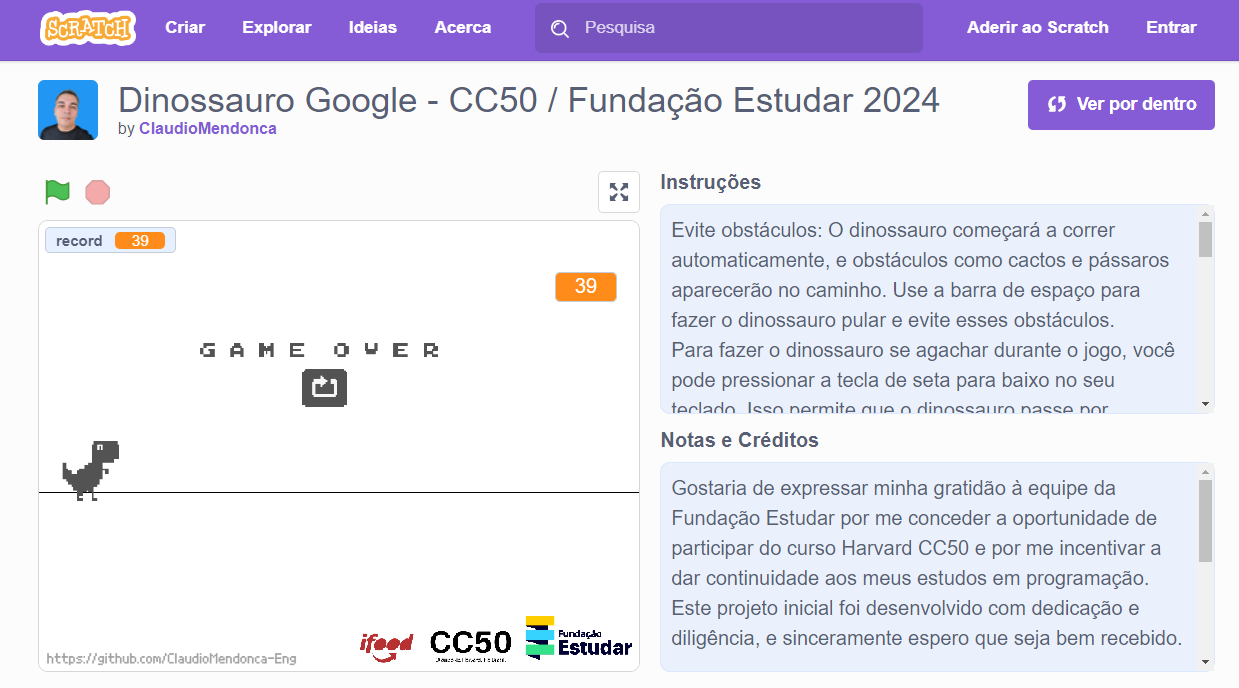 SCRATCH Criar Explorar Ideias Acerca Pesquisa Aderir ao Scratch Entrar
Dinossauro Google - CC50 / Fundação Estudar 2024
by ClaudioMendonca
Ver por dentro
record 39
39
GAME OVER
https://github.com/ClaudioMendonca-Eng
ifood
CC50
Fundação
Estudar
Instruções
Evite obstáculos: O dinossauro começará a correr
automaticamente, e obstáculos como cactos e pássaros
aparecerão no caminho. Use a barra de espaço para
fazer o dinossauro pular e evite esses obstáculos.
Para fazer o dinossauro se agachar durante o jogo, você
pode pressionar a tecla de seta para baixo no seu
teclado. Isso permite que o dinossauro passe por
Notas e Créditos
Gostaria de expressar minha gratidão à equipe da
Fundação Estudar por me conceder a oportunidade de
participar do curso Harvard CC50 e por me incentivar a
dar continuidade aos meus estudos em programação.
Este projeto inicial foi desenvolvido com dedicação e
diligência, e sinceramente espero que seja bem recebido.